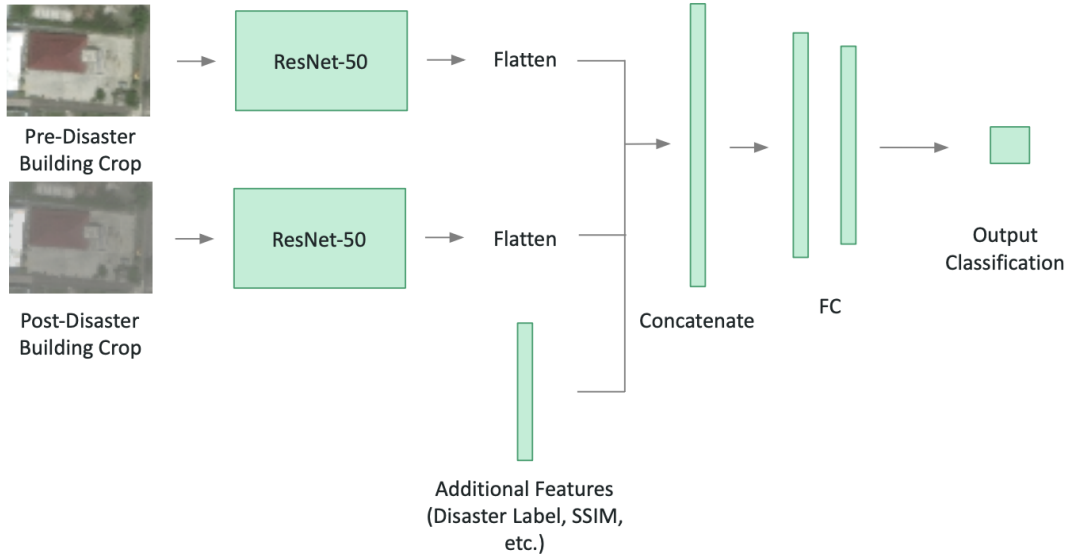 ResNet-50
Flatten
Pre-Disaster
Building Crop
ResNet-50
Flatten
Post-Disaster
Building Crop
Additional Features
(Disaster Label, SSIM,
etc.)
Concatenate
FC
Output
Classification